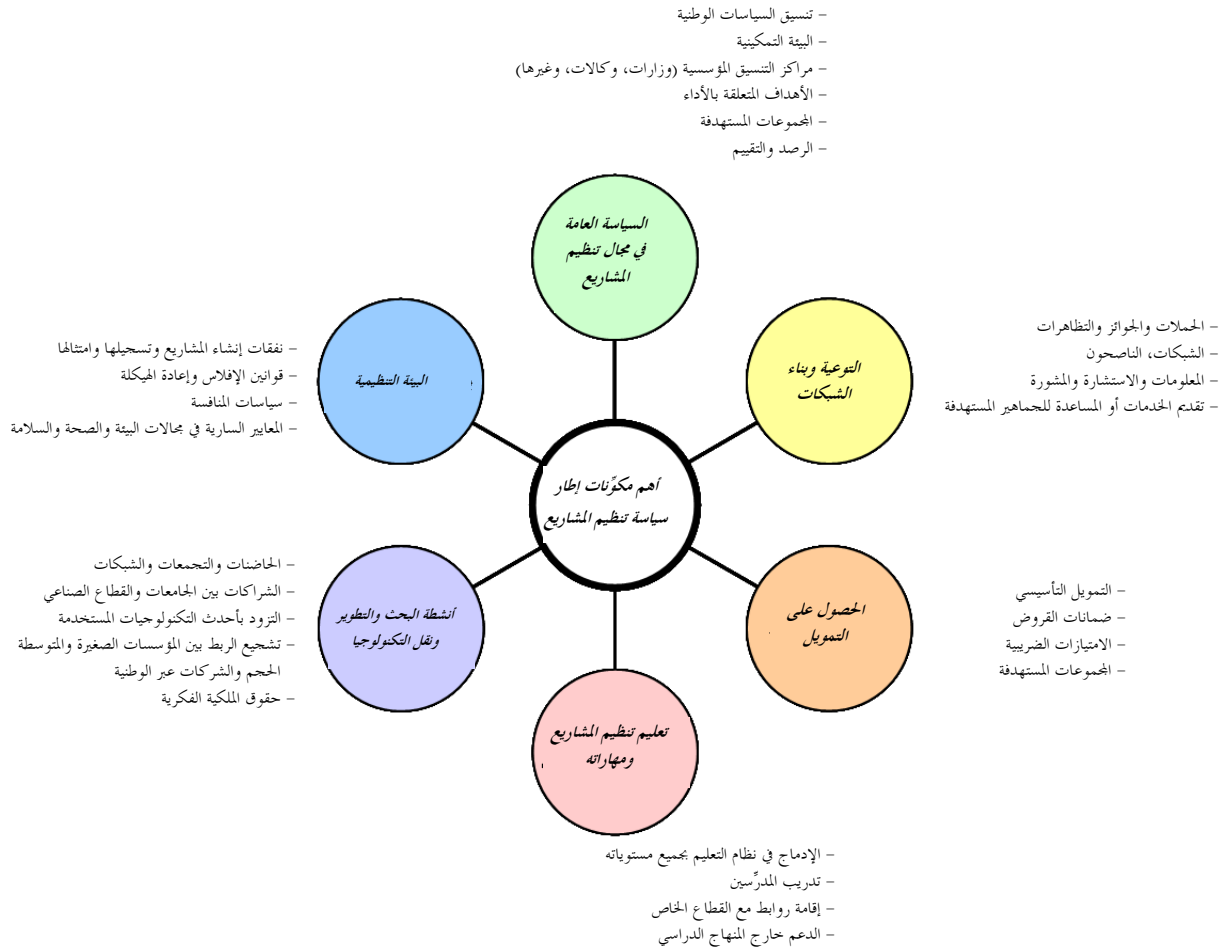 – تنسيق السياسات الوطنية
– البيئة التمكينية
– مراكز التنسيق المؤسسية (وزارات، وكالات، وغيرها)
– الأهداف المتعلقة بالأداء
– المجموعات المستهدفة
– الرصد والتقييم
السياسة العامة
في مجال تنظيم
المشاريع
– الحملات والجوائز والتظاهرات
– الشبكات، الناصحون
– المعلومات والاستشارة والمشورة
– تقديم الخدمات أو المساعدة للجماهير المستهدفة
التوعية وبناء
الشبكات
البيئة التنظيمية
– نفقات إنشاء المشاريع وتسجيلها وامتثالها
– قوانين الإفلاس وإعادة الهيكلة
– سياسات المنافسة
– المعايير السارية في مجالات البيئة والصحة والسلامة
أهم مكوِّنات إطار
سياسة تنظيم المشاريع
– التمويل التأسيسي
– ضمانات القروض
– الامتيازات الضريبية
– المجموعات المستهدفة
الحصول على
التمويل
أنشطة البحث والتطوير
ونقل التكنولوجيا
– الحاضنات والتجمعات والشبكات
– الشراكات بين الجامعات والقطاع الصناعي
– التزود بأحدث التكنولوجيات المستخدمة
– تشجيع الربط بين المؤسسات الصغيرة والمتوسطة
الحجم والشركات عبر الوطنية
– حقوق الملكية الفكرية
تعليم تنظيم المشاريع
ومهاراته
– الإدماج في نظام التعليم بجميع مستوياته
– تدريب المدرِّسين
– إقامة روابط مع القطاع الخاص
– الدعم خارج المنهاج الدراسي